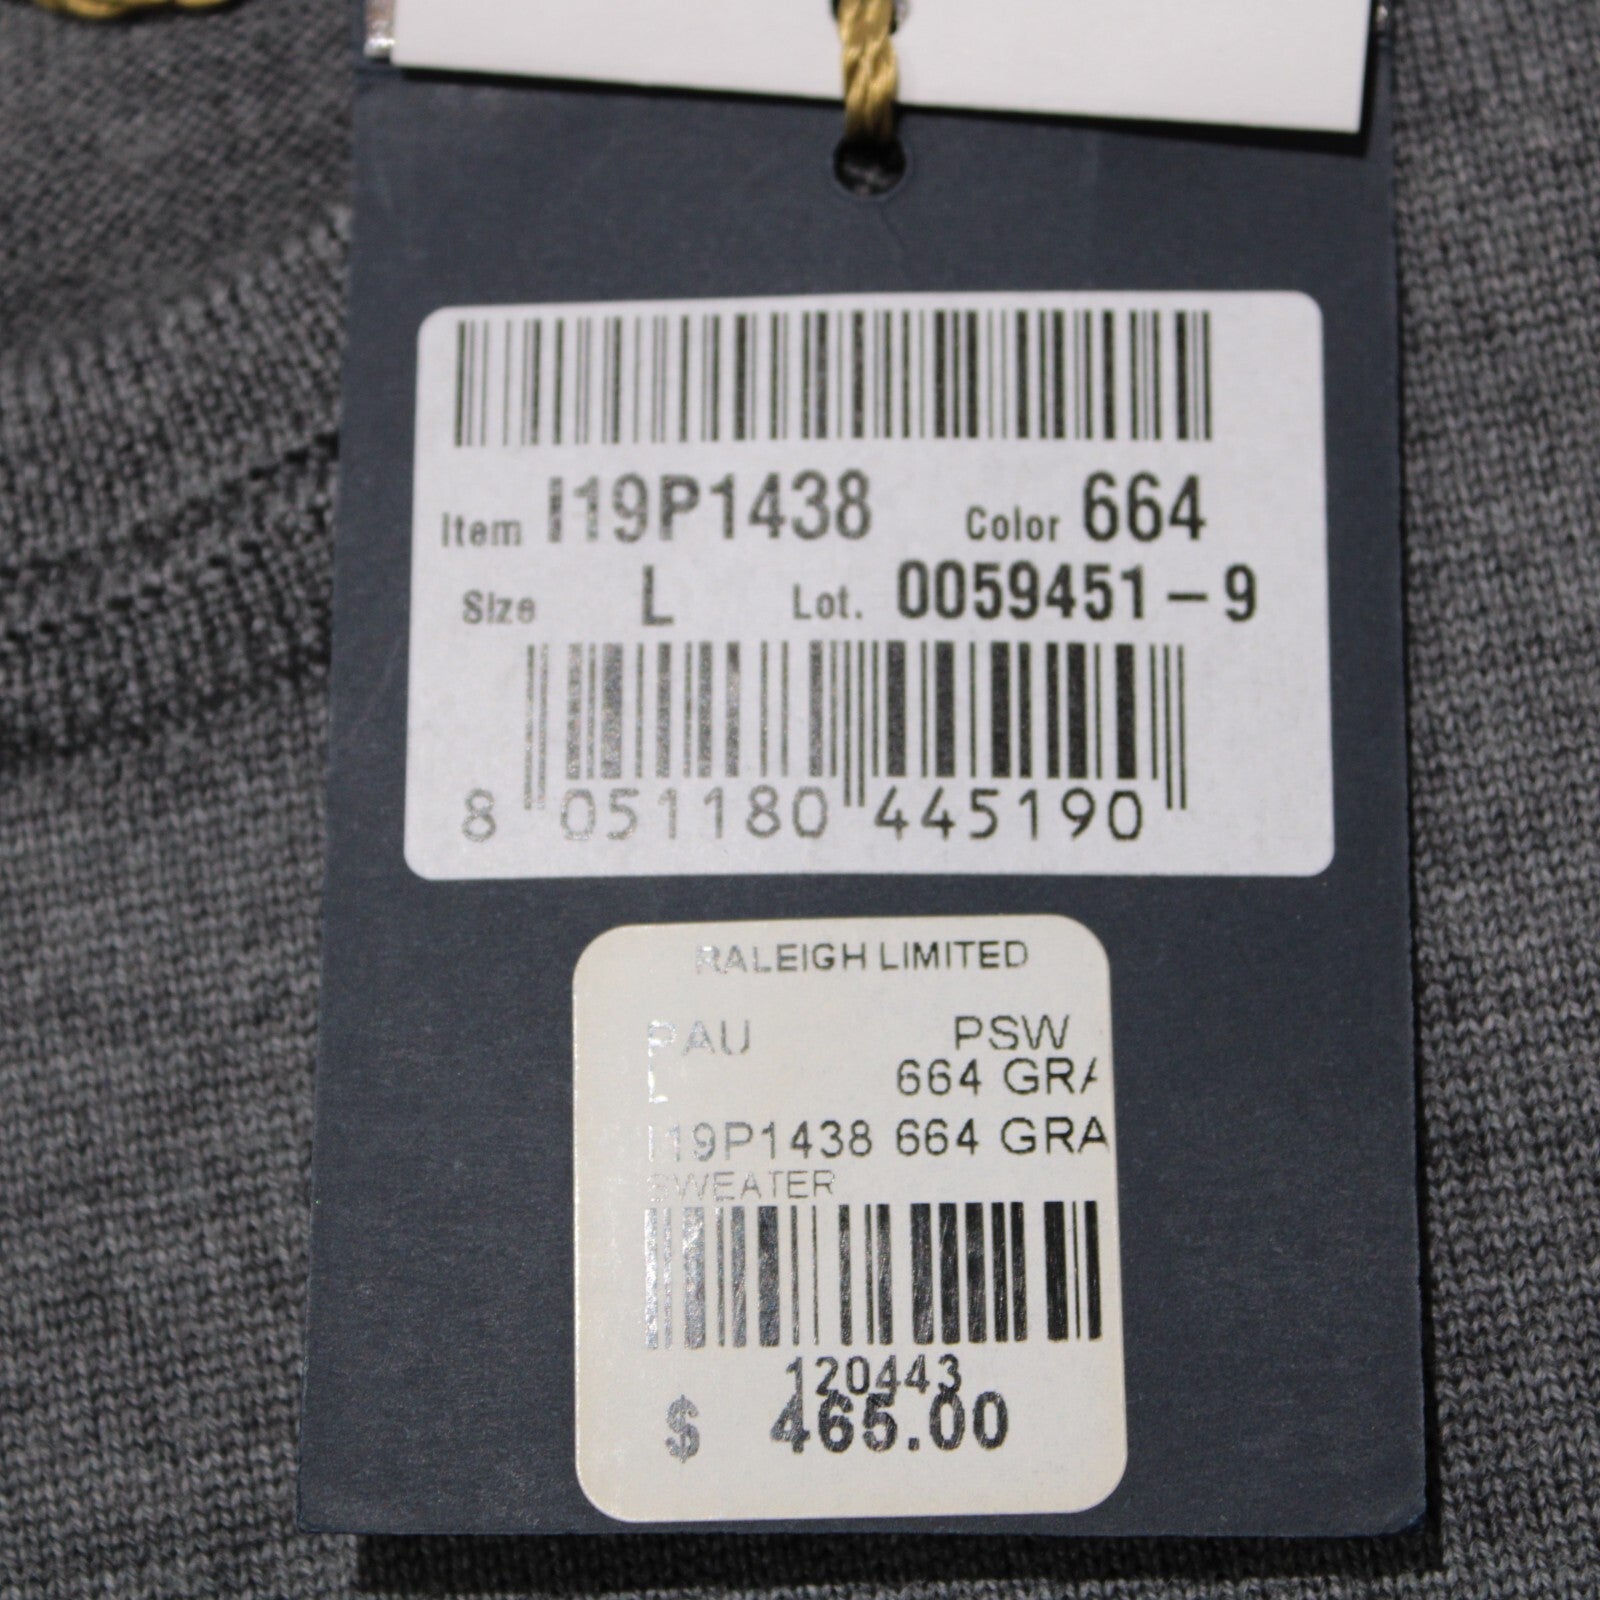 Item I19P1438 Color 664
Size L Lot. 0059451-9
8 051180 445190
RALEIGH LIMITED
PAU PSW
L 664 GRA
I19P1438 664 GRA
SWEATER
120443
$ 465.00